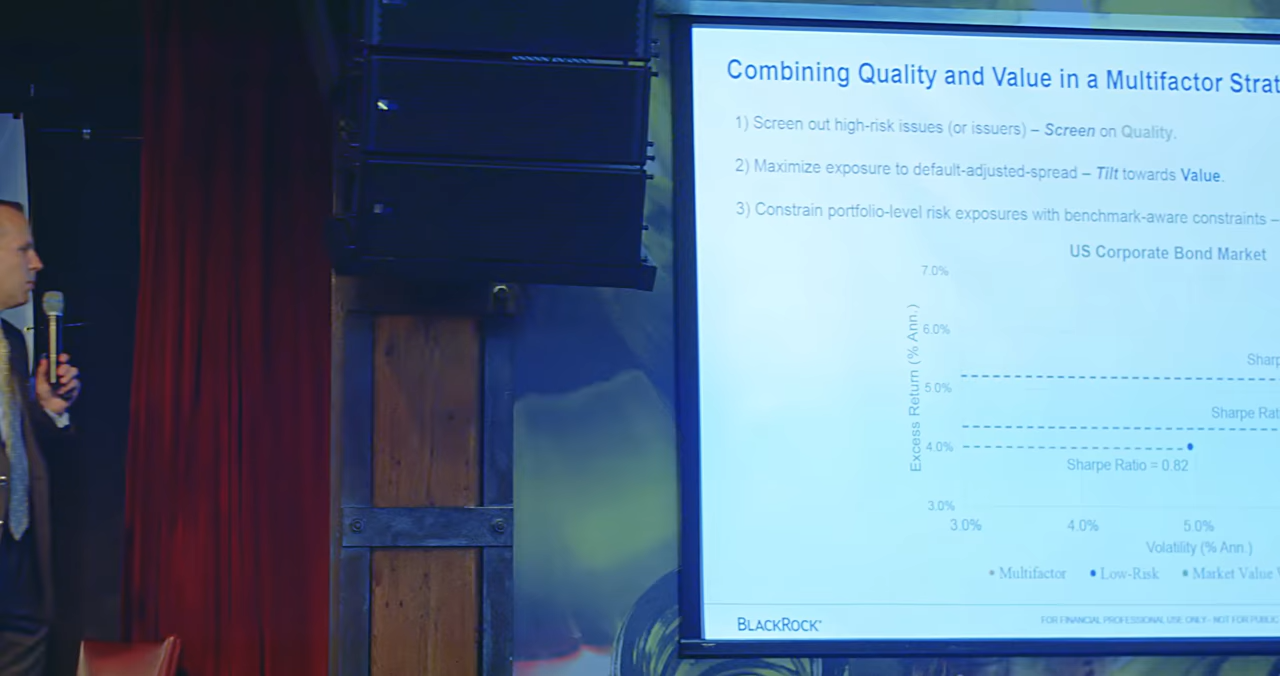 Combining Quality and Value in a Multifactor Strat
1) Screen out high-risk issues (or issuers) – Screen on Quality.
2) Maximize exposure to default-adjusted-spread – Tilt towards Value.
3) Constrain portfolio-level risk exposures with benchmark-aware constraints –
US Corporate Bond Market
7.0%
6.0%
5.0%
4.0%
3.0%
Excess Return (% Ann.)
Sharp
Sharpe Rat
Sharpe Ratio = 0.82
3.0% 4.0% 5.0%
Volatility (% Ann.)
• Multifactor • Low-Risk • Market Value
BLACKROCK®
FOR FINANCIAL PROFESSIONAL USE ONLY - NOT FOR PUBLIC